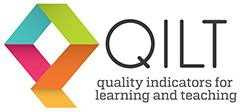 QILT
quality indicators for
learning and teaching